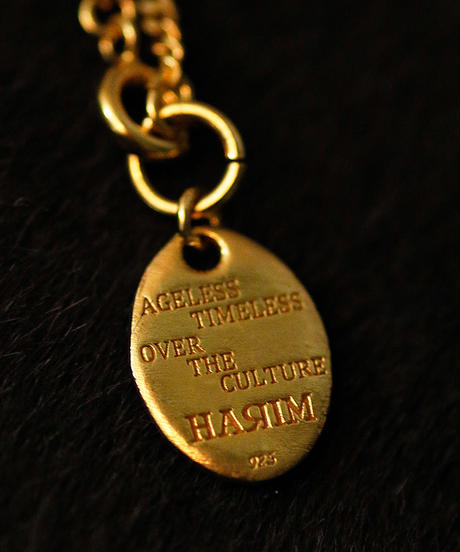 AGELESS
TIMELESS
OVER
THE
CULTURE
HAЯIM
925